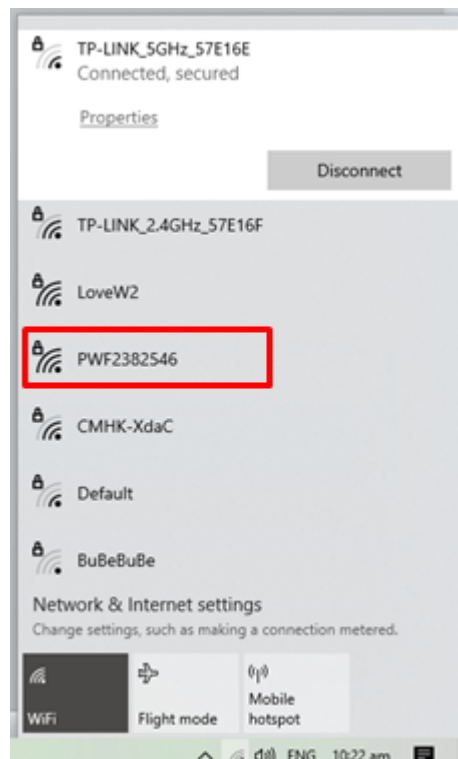 TP-LINK_5GHz_57E16E
Connected, secured
Properties
Disconnect
TP-LINK_2.4GHz_57E16F
LoveW2
PWF2382546
CMHK-XdaC
Default
BuBeBuBe
Network & Internet settings
Change settings, such as making a connection metered.
WiFi
Flight mode
Mobile
hotspot
ENG 10:22 am